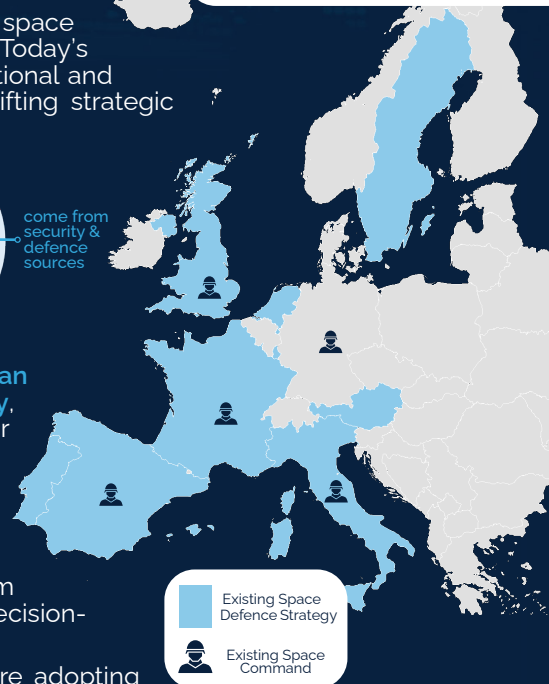 space
Today's
tional and
ifting strategic
come from
security &
defence
sources
an
y,
r
m
ecision-
re adopting
Existing Space
Defence Strategy
Existing Space
Command